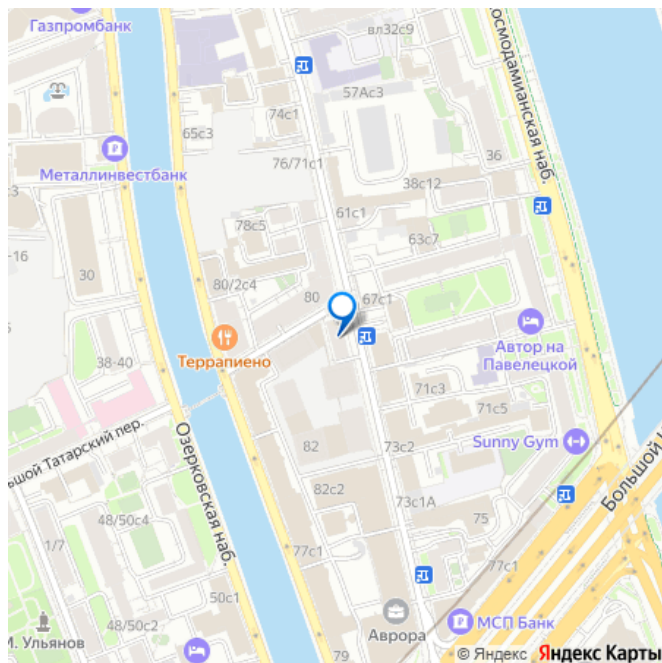 Газпромбанк
вл32с9
осмодамианская наб.
57Ас3
74с1
65с3
Металлинвестбанк
76/71с1
36
38с12
61с1
3
78с5
63с7
-16
30
80/2с4
80
67с1
Террапиено
Автор на
Павелецкой
38-40
71с3
71с5
ьшой Татарский пер.
Озерковская наб.
82
73с2
Sunny Gym
Большой
82с2
73с1А
75
48/50с4
1/7
77с1
77с1
50с1
М. Ульянов
48/50с2
Аврора
МСП Банк
79
© Яндекс Яндекс Карты